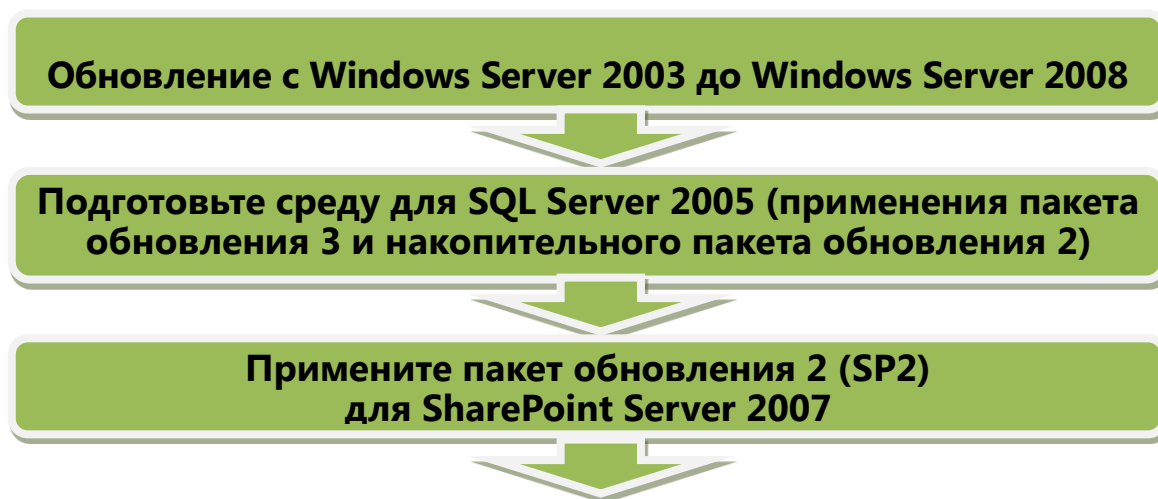 Обновление с Windows Server 2003 до Windows Server 2008
Подготовьте среду для SQL Server 2005 (применения пакета
обновления 3 и накопительного пакета обновления 2)
Примените пакет обновления 2 (SP2)
для SharePoint Server 2007